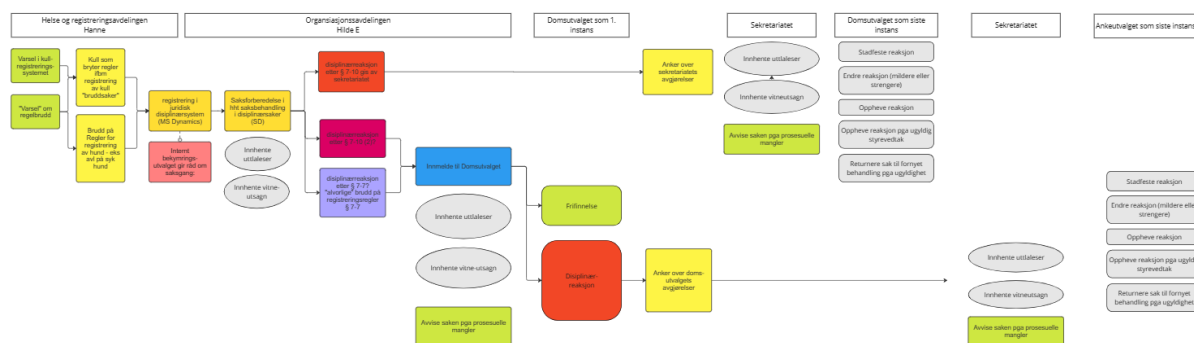 Helse og registreringsavdelingen
Hanne
Organsiasjonssavdelingen
Hilde E
Domsutvalget som 1.
instans
Sekretariatet
Domsutvalget som siste
instans
Sekretariatet
Ankeutvalget som siste instans
Varsel i kull-
registrerings-
systemet
"Varsel" om
regelbrudd
Kull som
bryter regler
ifbm
registrering
av kull
"bruddsaker"
Brudd på
Regler for
registrering
av hund - eks
avl på syk
hund
registrering i
juridisk
disiplinærsystem
(MS Dynamics)
Internt
bekymrings-
utvalget gir råd om
saksgang:
Saksforberedelse i
hht saksbehandling
i disiplinærsaker
(SD)
Innhente
uttlaleser
Innhente vitne-
utsagn
disiplinærreaksjon
etter § 7-10 gis av
sekretariatet
disiplinærreaksjon
etter §
disiplinærreaksjon
etter § 7-7?
"alvorlige" brudd på
registreringsregler
§ 7-7
Innmelde til Domsutvalget
Innhente uttlaleser
Innhente vitne-utsagn
Avvise saken pga prosesuelle
mangler
Frifinnelse
Disiplinær-
reaksjon
Anker over
sekretariatets
avgjørelser
Anker over doms-
utvalgets
avgjørelser
Innhente uttlaleser
Innhente vitneutsagn
Avvise saken pga prosesuelle
mangler
Stadfeste reaksjon
Endre reaksjon (mildere eller
strengere)
Oppheve reaksjon
Oppheve reaksjon pga ugyldig
styrevedtak
Returnere sak til fornyet
behandling pga ugyldighet
Innhente uttlaleser
Innhente vitneutsagn
Avvise saken pga prosesuelle
mangler
Stadfeste reaksjon
Endre reaksjon (mildere eller
strengere)
Oppheve reaksjon
Oppheve reaksjon pga ugyldig
styrevedtak
Returnere sak til fornyet
behandling pga ugyldighet